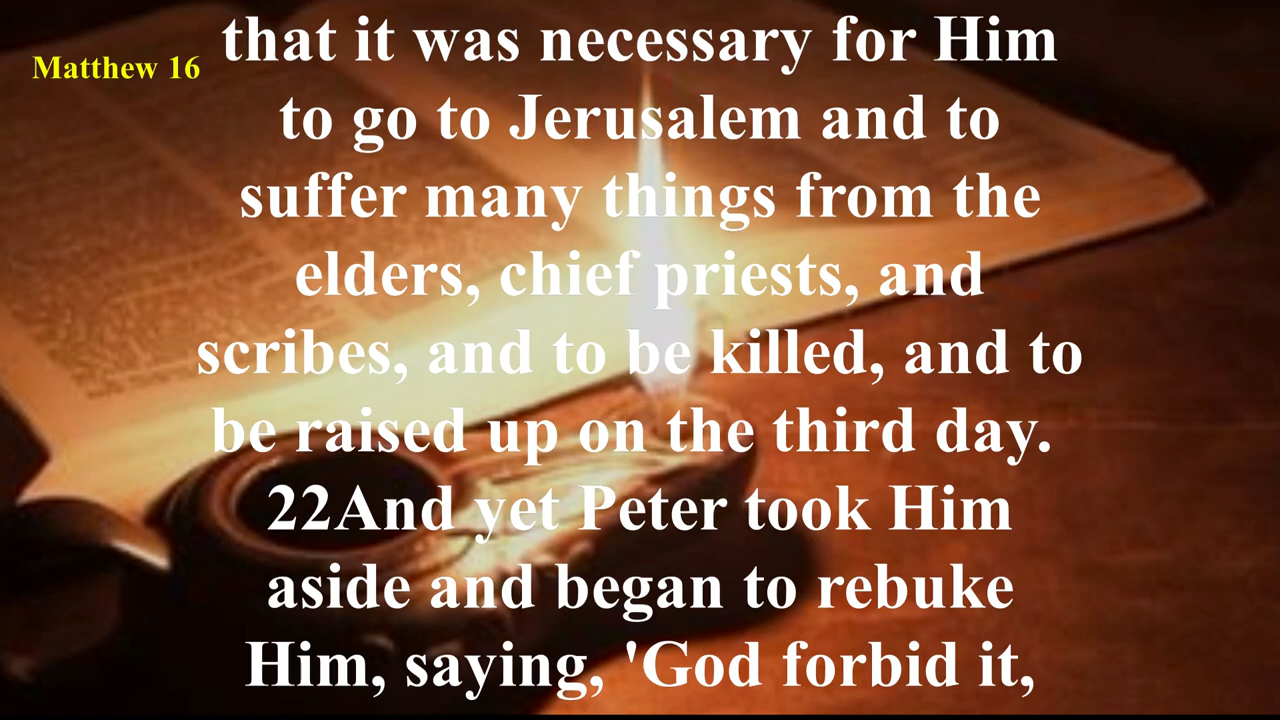 Matthew 16
that it was necessary for Him
to go to Jerusalem and to
suffer many things from the
elders, chief priests, and
scribes, and to be killed, and to
be raised up on the third day.
22And yet Peter took Him
aside and began to rebuke
Him, saying, 'God forbid it,